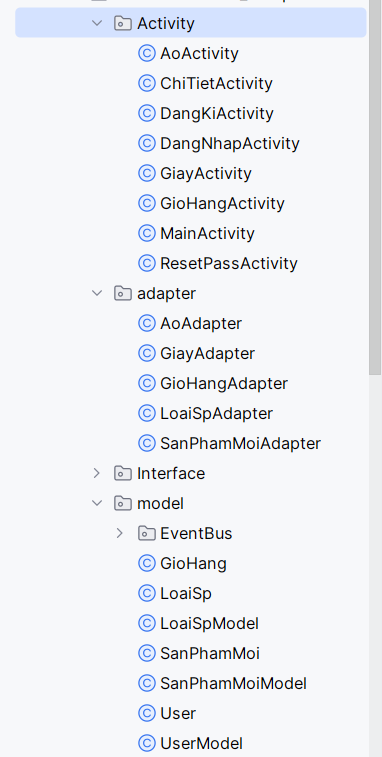 Activity
AoActivity
ChiTietActivity
DangKiActivity
DangNhapActivity
GiayActivity
GioHangActivity
MainActivity
ResetPassActivity
adapter
AoAdapter
GiayAdapter
GioHangAdapter
LoaiSpAdapter
SanPhamMoiAdapter
Interface
model
EventBus
GioHang
LoaiSp
LoaiSpModel
SanPhamMoi
SanPhamMoiModel
User
UserModel